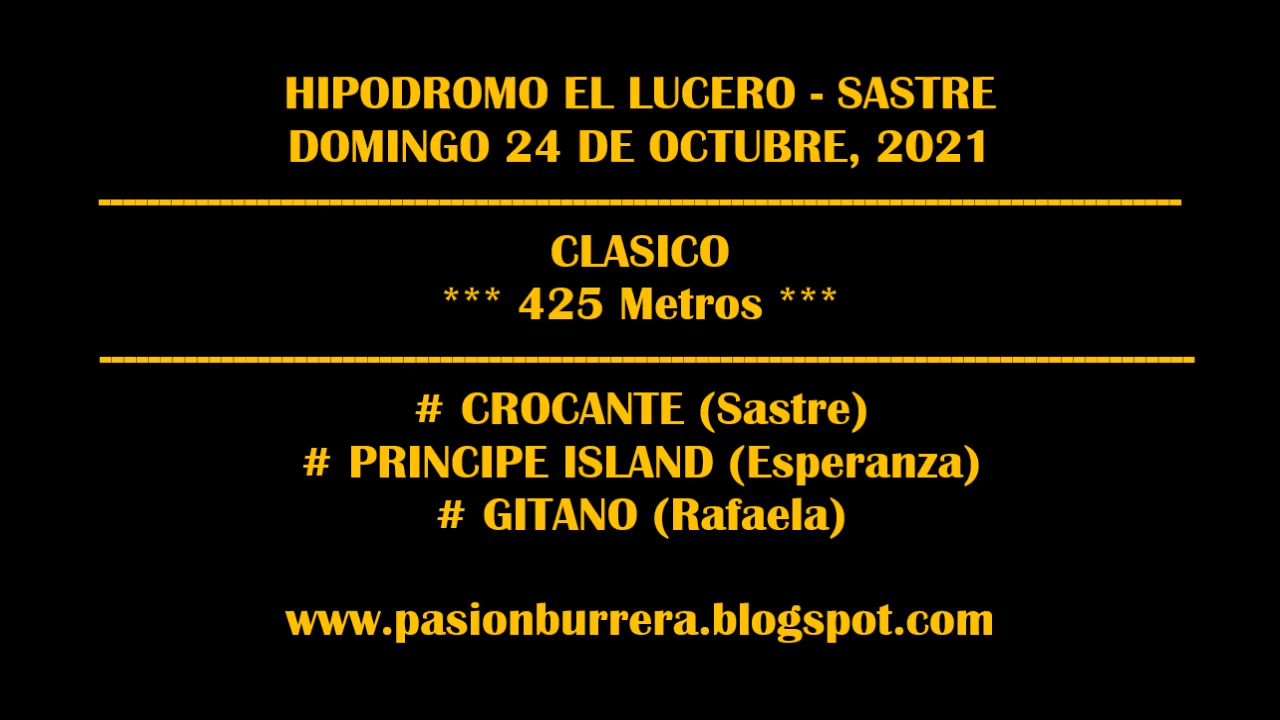 HIPODROMO EL LUCERO - SASTRE
DOMINGO 24 DE OCTUBRE, 2021
CLASICO
*** 425 Metros ***
# CROCANTE (Sastre)
# PRINCIPE ISLAND (Esperanza)
# GITANO (Rafaela)
www.pasionburrera.blogspot.com